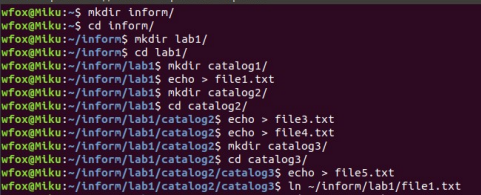 wfox@Miku:~$ mkdir inform/
wfox@Miku:~$ cd inform/
wfox@Miku:~/inform$ mkdir lab1/
wfox@Miku:~/inform$ cd lab1/
wfox@Miku:~/inform/lab1$ mkdir catalog1/
wfox@Miku:~/inform/lab1$ echo > file1.txt
wfox@Miku:~/inform/lab1$ mkdir catalog2/
wfox@Miku:~/inform/lab1$ cd catalog2/
wfox@Miku:~/inform/lab1/catalog2$ echo > file3.txt
wfox@Miku:~/inform/lab1/catalog2$ echo > file4.txt
wfox@Miku:~/inform/lab1/catalog2$ mkdir catalog3/
wfox@Miku:~/inform/lab1/catalog2$ cd catalog3/
wfox@Miku:~/inform/lab1/catalog2/catalog3$ echo > file5.txt
wfox@Miku:~/inform/lab1/catalog2/catalog3$ ln ~/inform/lab1/file1.txt